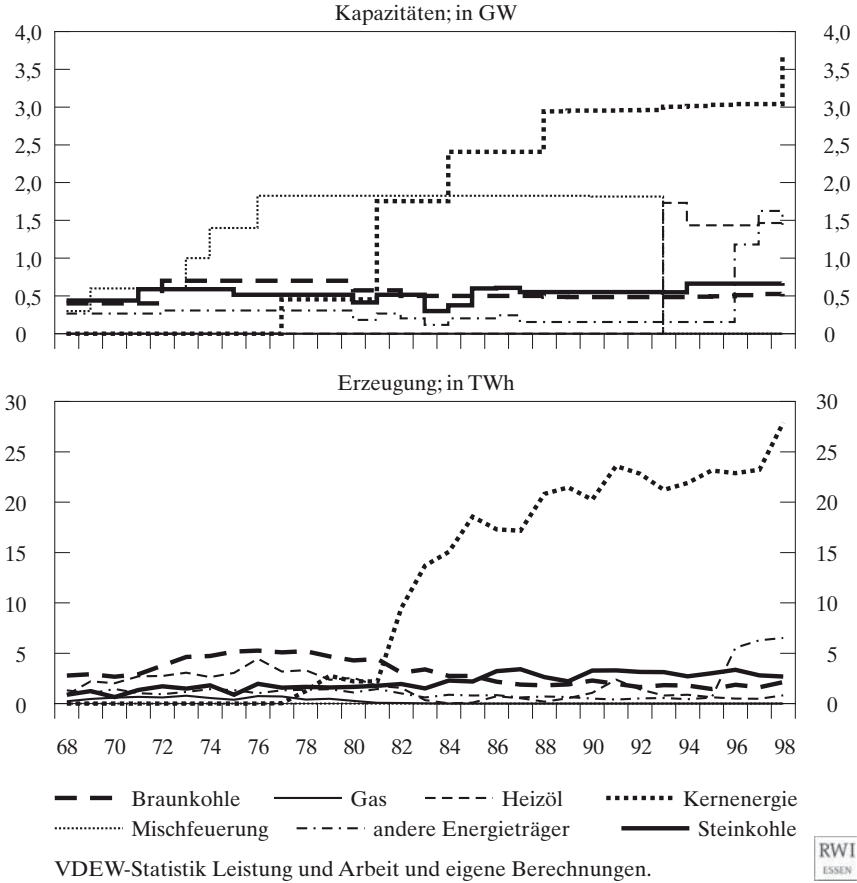 Kapazitäten; in GW
4,0 4,0
3,5 3,5
3,0 3,0
2,5 2,5
2,0 2,0
1,5 1,5
1,0 1,0
0,5 0,5
0 0
Erzeugung; in TWh
30 30
25 25
20 20
15 15
10 10
5 5
0 0
68 70 72 74 76 78 80 82 84 86 88 90 92 94 96 98
Braunkohle Gas Heizöl Kernenergie
Mischfeuerung andere Energieträger Steinkohle
VDEW-Statistik Leistung und Arbeit und eigene Berechnungen.
RWI
ESSEN